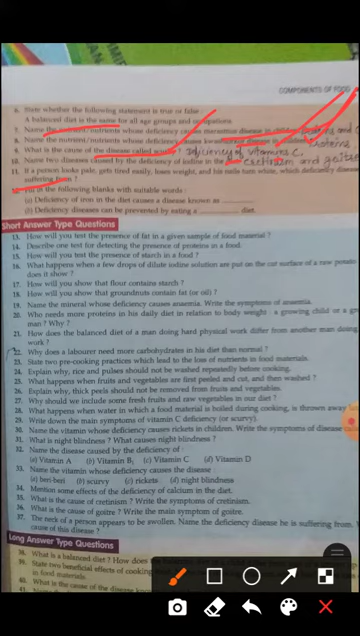 COMPONENTS OF FOOD
6. State whether the following statement is true or false :
A balanced diet is the same for all age groups and occupations.
7. Name the nutrient/nutrients whose deficiency causes marasmus disease in
8. Name the nutrient/nutrients whose deficiency causes kwashiorkor disease in
9. What is the cause of the disease called scurvy? Deficiency of vitamins C.
10. Name two diseases caused by the deficiency of iodine in the cretinism and goitre
11. If a person looks pale, gets tired easily, loses weight, and his nails turn white, which deficiency disease
suffering from ?
12. Fill in the following blanks with suitable words :
(a) Deficiency of iron in the diet causes a disease known as
(b) Deficiency diseases can be prevented by eating a diet.
Short Answer Type Questions
13. How will you test the presence of fat in a given sample of food material ?
14. Describe one test for detecting the presence of proteins in a food.
15. How will you test the presence of starch in a food ?
16. What happens when a few drops of dilute iodine solution are put on the cut surface of a raw potato
does it show ?
17. How will you show that flour contains starch ?
18. How will you show that groundnuts contain fat (or oil) ?
19. Name the mineral whose deficiency causes anaemia. Write the symptoms of anaemia.
20. Who needs more proteins in his daily diet in relation to body weight : a growing child or a
man ? Why ?
21. How does the balanced diet of a man doing hard physical work differ from another man doing
work ?
22. Why does a labourer need more carbohydrates in his diet than normal ?
23. State two pre-cooking practices which lead to the loss of nutrients in food materials.
24. Explain why, rice and pulses should not be washed repeatedly before cooking.
25. What happens when fruits and vegetables are first peeled and cut, and then washed ?
26. Explain why, thick peels should not be removed from fruits and vegetables.
27. Why should we include some fresh fruits and raw vegetables in our diet ?
28. What happens when water in which a food material is boiled during cooking, is thrown away
29. Write down the main symptoms of vitamin C deficiency (or scurvy).
30. Name the vitamin whose deficiency causes rickets in children. Write the symptoms of disease
31. What is night blindness ? What causes night blindness ?
32. Name the disease caused by the deficiency of :
(a) Vitamin A (b) Vitamin B₁ (c) Vitamin C (d) Vitamin D
33. Name the vitamin whose deficiency causes the disease :
(a) beri-beri (b) scurvy (c) rickets (d) night blindness
34. Mention some effects of the deficiency of calcium in the diet.
35. What is the cause of cretinism ? Write the symptoms of cretinism.
36. What is the cause of goitre ? Write the main symptom of goitre.
37. The neck of a person appears to be swollen. Name the deficiency disease he is suffering from.
cause of this disease ?
Long Answer Type Questions
38. What is a balanced diet ? How does the
39. State two beneficial effects of cooking
in food materials.
40. What is the cause of the disease
41.